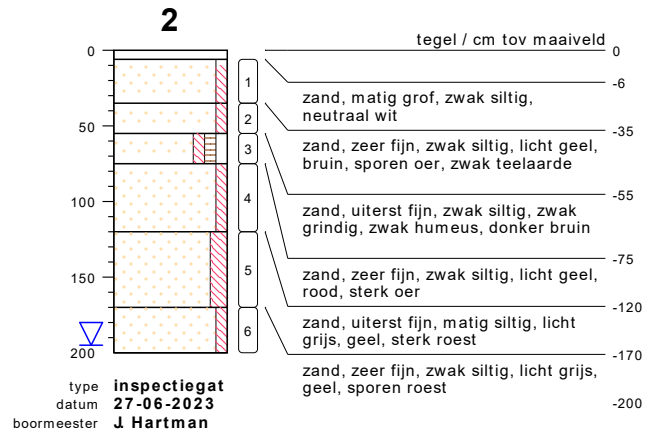 2
tegel / cm tov maaiveld
0
0
1
-6
zand, matig grof, zwak siltig,
neutraal wit
2
-35
50
zand, zeer fijn, zwak siltig, licht geel,
bruin, sporen oer, zwak teelaarde
3
-55
100
4
zand, uiterst fijn, zwak siltig, zwak
grindig, zwak humeus, donker bruin
-75
zand, zeer fijn, zwak siltig, licht geel,
rood, sterk oer
150
5
-120
zand, uiterst fijn, matig siltig, licht
grijs, geel, sterk roest
6
-170
200
zand, zeer fijn, zwak siltig, licht grijs,
geel, sporen roest
-200
type inspectiegat
datum 27-06-2023
boormeester J. Hartman